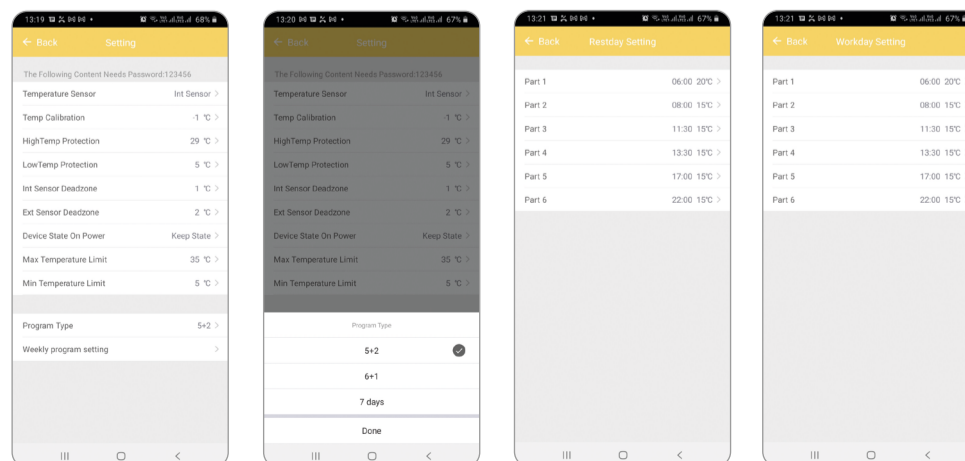 13:19
68%
← Back Setting
The Following Content Needs Password:123456
Temperature Sensor Int Sensor >
Temp Calibration -1 ℃ >
HighTemp Protection 29 ℃ >
LowTemp Protection 5 ℃ >
Int Sensor Deadzone 1 ℃ >
Ext Sensor Deadzone 2 ℃ >
Device State On Power Keep State >
Max Temperature Limit 35 ℃ >
Min Temperature Limit 5 ℃ >
Program Type 5+2 >
Weekly program setting >
13:20
67%
← Back Setting
The Following Content Needs Password:123456
Temperature Sensor Int Sensor >
Temp Calibration -1 ℃ >
HighTemp Protection 29 ℃ >
LowTemp Protection 5 ℃ >
Int Sensor Deadzone 1 ℃ >
Ext Sensor Deadzone 2 ℃ >
Device State On Power Keep State >
Max Temperature Limit 35 ℃ >
Min Temperature Limit 5 ℃ >
Program Type
5+2
6+1
7 days
Done
13:21
67%
← Back Restday Setting
Part 1 06:00 20℃ >
Part 2 08:00 15℃ >
Part 3 11:30 15℃ >
Part 4 13:30 15℃ >
Part 5 17:00 15℃ >
Part 6 22:00 15℃ >
13:21
67%
← Back Workday Setting
Part 1 06:00 20℃
Part 2 08:00 15℃
Part 3 11:30 15℃
Part 4 13:30 15℃
Part 5 17:00 15℃
Part 6 22:00 15℃